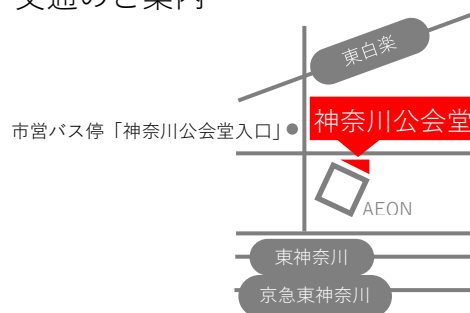 交通のご案内
東白楽
市営バス停「神奈川公会堂入口」
神奈川公会堂
AEON
東神奈川
京急東神奈川